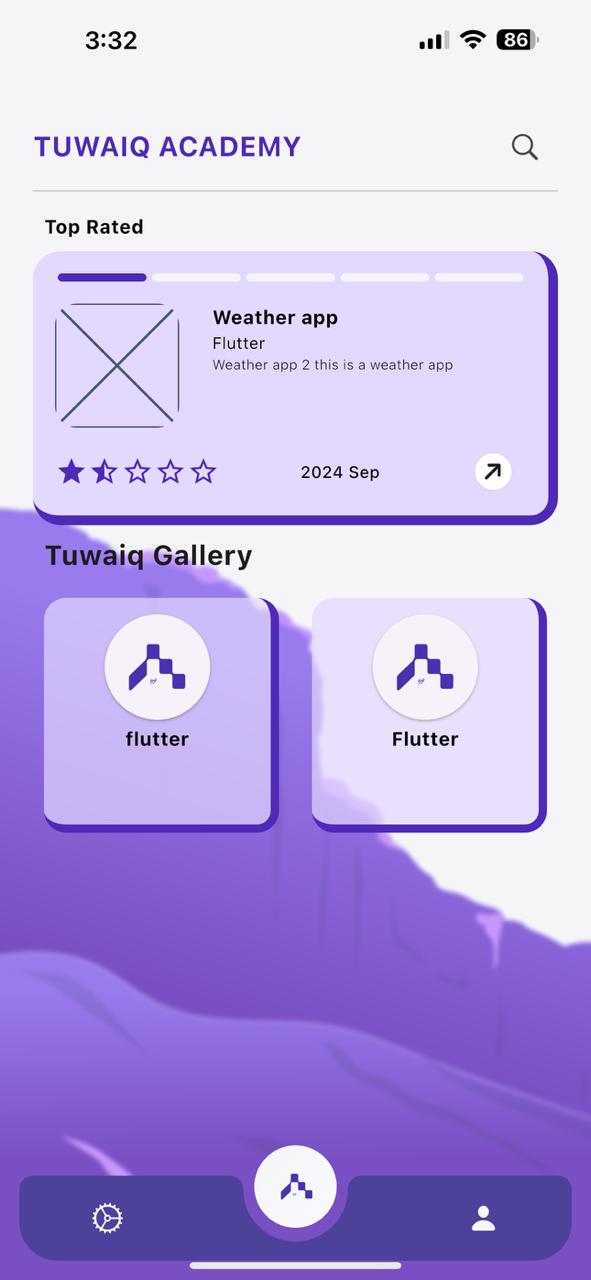 3:32
86
TUWAIQ ACADEMY
Top Rated
Weather app
Flutter
Weather app 2 this is a weather app
2024 Sep
Tuwaiq Gallery
flutter
Flutter